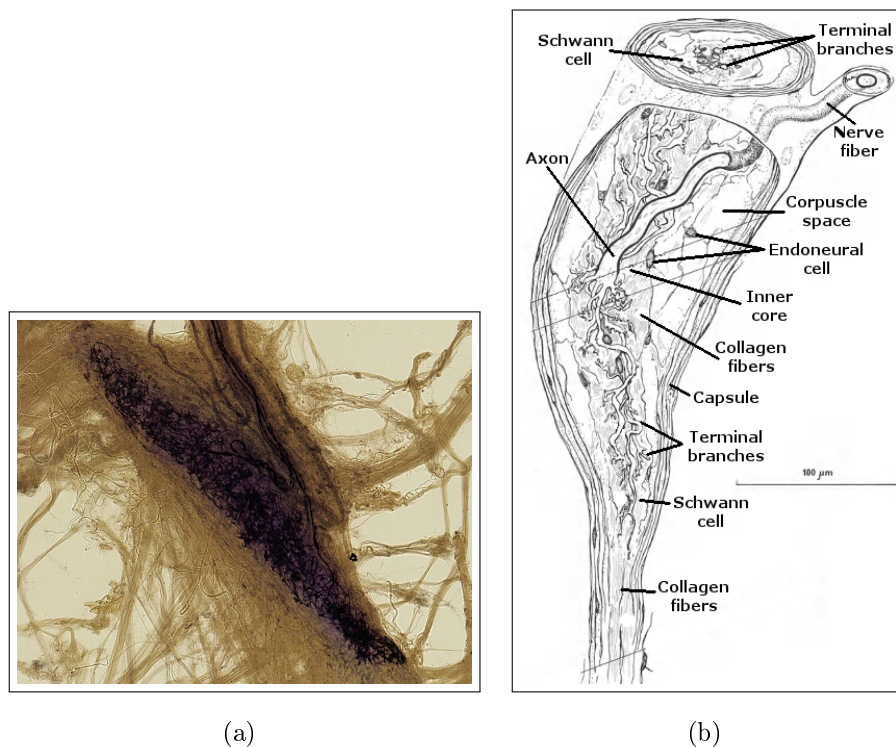 Schwann
cell
Terminal
branches
Nerve
fiber
Axon
Corpuscle
space
Endoneural
cell
Inner
core
Collagen
fibers
Capsule
Terminal
branches
100 μm
Schwann
cell
Collagen
fibers
(a)
(b)